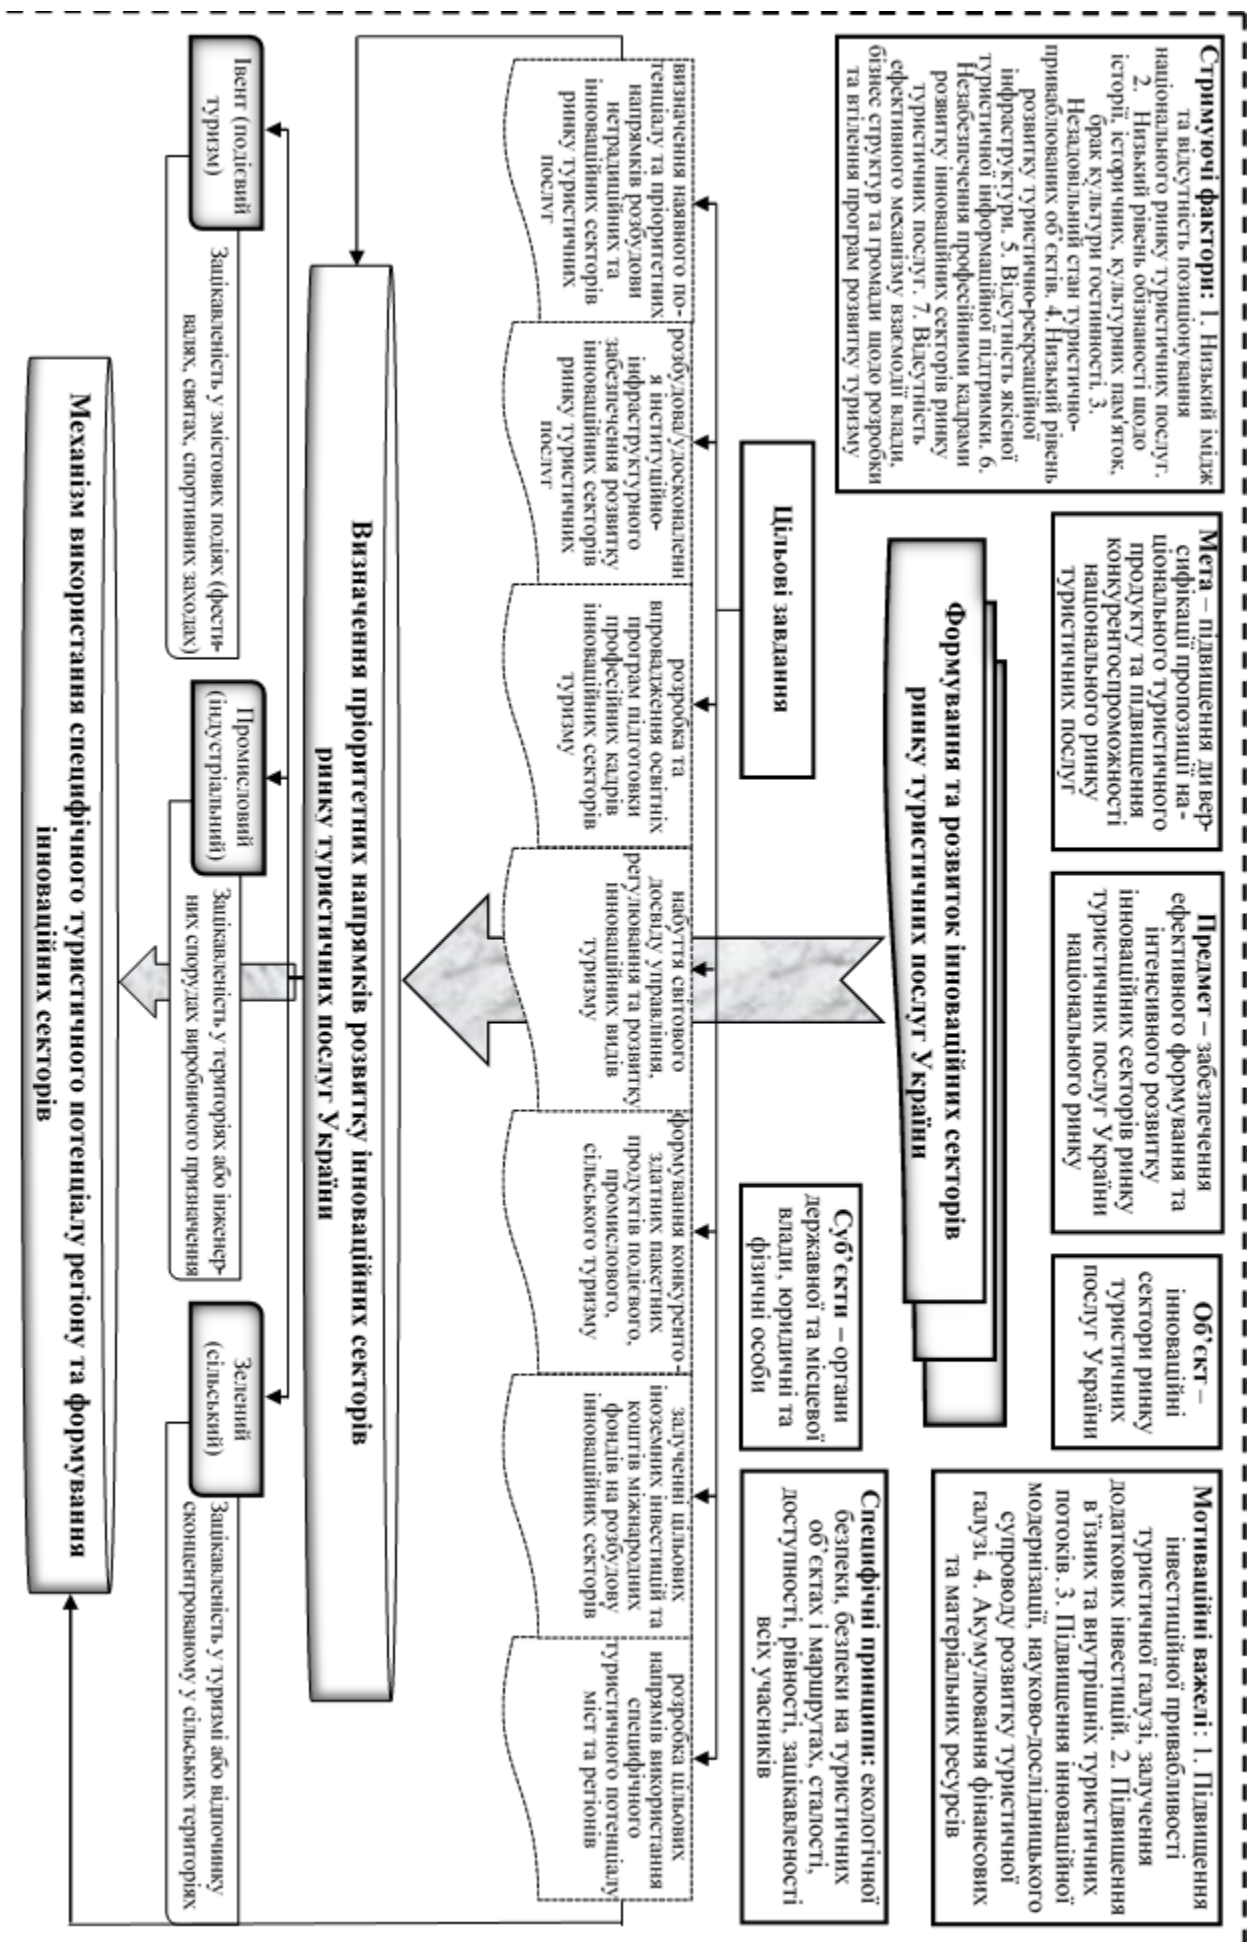 Стримуючі фактори: 1. Низький імідж
та відсутність позиціонування
національного ринку туристичних послуг.
2. Низький рівень обізнаності щодо
історії, історичних, культурних пам'яток,
брак культури гостинності. 3.
Незадовільний стан туристично-
приваблюваних об'єктів. 4. Низький рівень
розвитку туристично-рекреаційної
інфраструктури. 5. Відсутність якісної
туристичної інформаційної підтримки. 6.
Незабезпечення професійними кадрами
розвитку інноваційних секторів ринку
туристичних послуг. 7. Відсутність
ефективного механізму взаємодії влади,
бізнес структур та громади щодо розробки
та втілення програм розвитку туризму
Мета – підвищення дивер-
сифікації пропозиції на-
ціонального туристичного
продукту та підвищення
конкурентоспроможності
національного ринку
туристичних послуг
Предмет – забезпечення
ефективного формування та
інтенсивного розвитку
інноваційних секторів ринку
туристичних послуг України
національного ринку
Об'єкт –
інноваційні
сектори ринку
туристичних
послуг України
Мотиваційні важелі: 1. Підвищення
інвестиційної привабливості
туристичної галузі, залучення
додаткових інвестицій. 2. Підвищення
в'їзних та внутрішніх туристичних
потоків. 3. Підвищення інноваційної
модернізації, науково-дослідницького
супроводу розвитку туристичної
галузі. 4. Акумулювання фінансових
та матеріальних ресурсів
Формування та розвиток інноваційних секторів
ринку туристичних послуг України
Цільові завдання
Суб'єкти – органи
державної та місцевої
влади, юридичні та
фізичні особи
Специфічні принципи: екологічної
безпеки, безпеки на туристичних
об'єктах і маршрутах, сталості,
доступності, рівності, зацікавленості
всіх учасників
визначення наявного по-
тенціалу та пріоритетних
напрямків розбудови
нетрадиційних та
інноваційних секторів
ринку туристичних
послуг
розбудова/удосконаленн
я інституційно-
інфраструктурного
забезпечення розвитку
інноваційних секторів
ринку туристичних
послуг
розробка та
впровадження освітніх
програм підготовки
професійних кадрів
інноваційних секторів
туризму
набуття світового
досвіду управління,
регулювання та розвитку
інноваційних видів
туризму
формування конкуренто-
здатних пакетних
продуктів подієвого,
промислового,
сільського туризму
залученні цільових
іноземних інвестицій та
коштів міжнародних
фондів на розбудову
інноваційних секторів
розробка цільових
напрямів використання
специфічного
туристичного потенціалу
міст та регіонів
Визначення пріоритетних напрямків розвитку інноваційних секторів
ринку туристичних послуг України
Івент (подієвий
туризм)
Зацікавленість у змістових подіях (фести-
валях, святах, спортивних заходах)
Промисловий
(індустріальний)
Зацікавленість у територіях або інженер-
них спорудах виробничого призначення
Зелений
(сільський)
Зацікавленість у туризмі або відпочинку
сконцентрованому у сільських територіях
Механізм використання специфічного туристичного потенціалу регіону та формування
інноваційних секторів